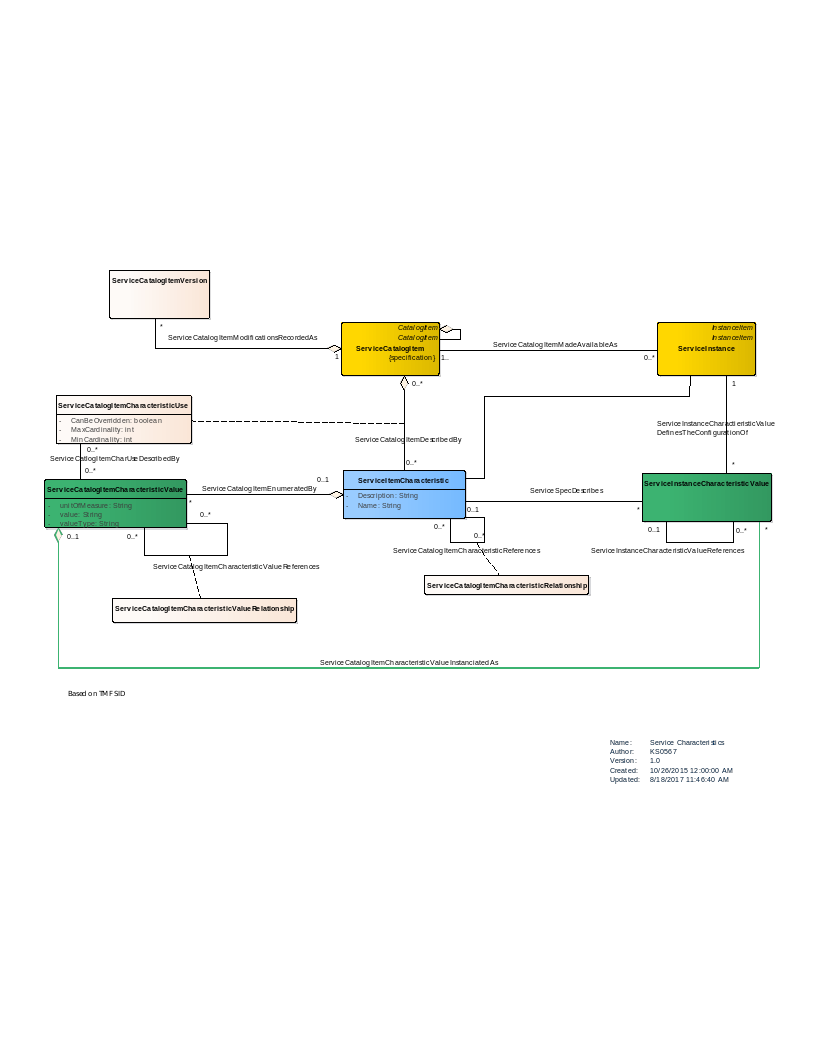 ServiceCatalogItemVersion
*
ServiceCatalogItemModificationsRecordedAs
1
CatalogItem
CatalogItem
ServiceCatalogItem
{specification}
1..
ServiceCatalogItemMadeAvailableAs
0..*
InstanceItem
InstanceItem
ServiceInstance
0..*
1
ServiceCatalogItemCharacteristicUse
- CanBeOverridden: boolean
- MaxCardinality: int
- MinCardinality: int
ServiceInstanceCharacteristicValue
DefinesTheConfigurationOf
ServiceCatalogItemDescribedBy
0..*
ServiceCatlogItemCharUseDescribedBy
0..*
0..*
*
ServiceCatalogItemCharacteristicValue
- unitOfMeasure: String
- value: String
- valueType: String
0..1
ServiceCatalogItemEnumeratedBy
*
ServiceItemCharacteristic
- Description: String
- Name: String
ServiceSpecDescribes
0..1
*
ServiceInstanceCharacteristicValue
0..*
0..1
0..*
0..*
0..*
0..1
0..*
*
ServiceCatalogItemCharacteristicReferences
ServiceInstanceCharacteristicValueReferences
ServiceCatalogItemCharacteristicValueReferences
ServiceCatalogItemCharacteristicRelationship
ServiceCatalogItemCharacteristicValueRelationship
ServiceCatalogItemCharacteristicValueInstanciatedAs
Based on TMF SID
Name: Service Characteristics
Author: KS0567
Version: 1.0
Created: 10/26/2015 12:00:00 AM
Updated: 8/18/2017 11:46:40 AM